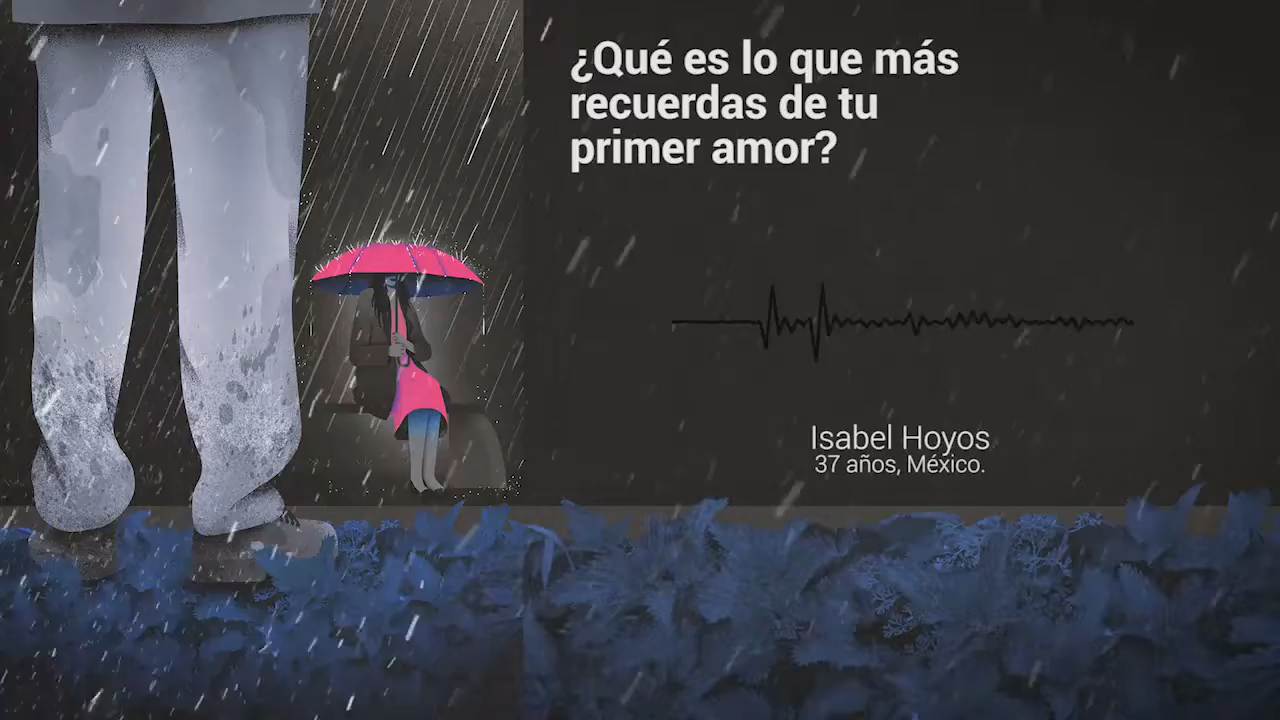 ¿Qué es lo que más
recuerdas de tu
primer amor?
Isabel Hoyos
37 años, México.